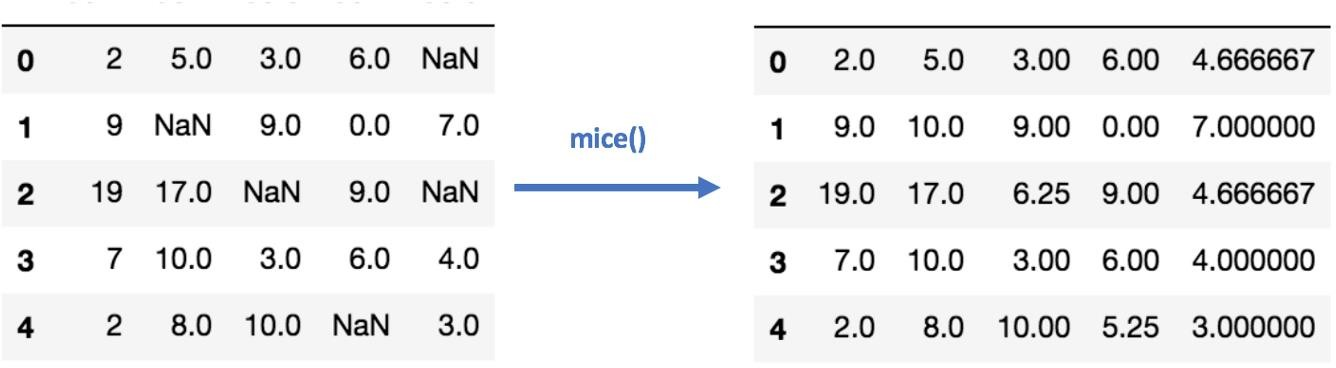 0 2 5.0 3.0 6.0 NaN
1 9 NaN 9.0 0.0 7.0
2 19 17.0 NaN 9.0 NaN
3 7 10.0 3.0 6.0 4.0
4 2 8.0 10.0 NaN 3.0
mice()
0 2.0 5.0 3.00 6.00 4.666667
1 9.0 10.0 9.00 0.00 7.000000
2 19.0 17.0 6.25 9.00 4.666667
3 7.0 10.0 3.00 6.00 4.000000
4 2.0 8.0 10.00 5.25 3.000000